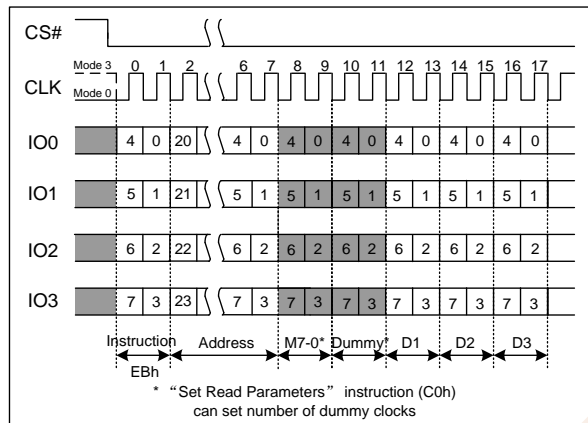 CS#
Mode 3 0 1 2 6 7 8 9 10 11 12 13 14 15 16 17
CLK
Mode 0
IO0 4 0 20 4 0 4 0 4 0 4 0 4 0 4 0
IO1 5 1 21 5 1 5 1 5 1 5 1 5 1 5 1
IO2 6 2 22 6 2 6 2 6 2 6 2 6 2 6 2
IO3 7 3 23 7 3 7 3 7 3 7 3 7 3 7 3
Instruction Address M7-0* Dummy* D1 D2 D3
EBh
* “Set Read Parameters” instruction (C0h)
can set number of dummy clocks